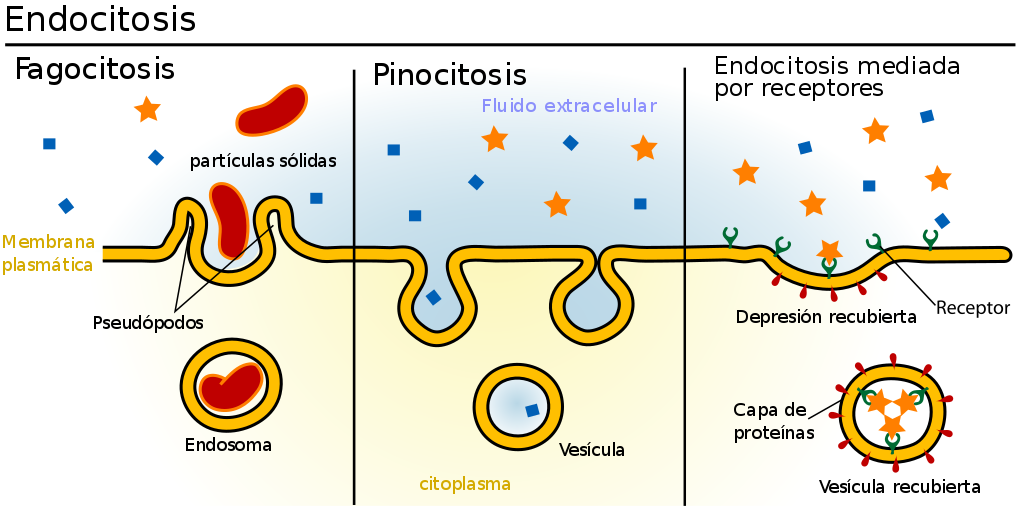 Endocitosis
Fagocitosis
partículas sólidas
Membrana
plasmática
Pseudópodos
Endosoma
Pinocitosis
Fluido extracelular
Vesícula
citoplasma
Endocitosis mediada
por receptores
Receptor
Depresión recubierta
Capa de
proteínas
Vesícula recubierta